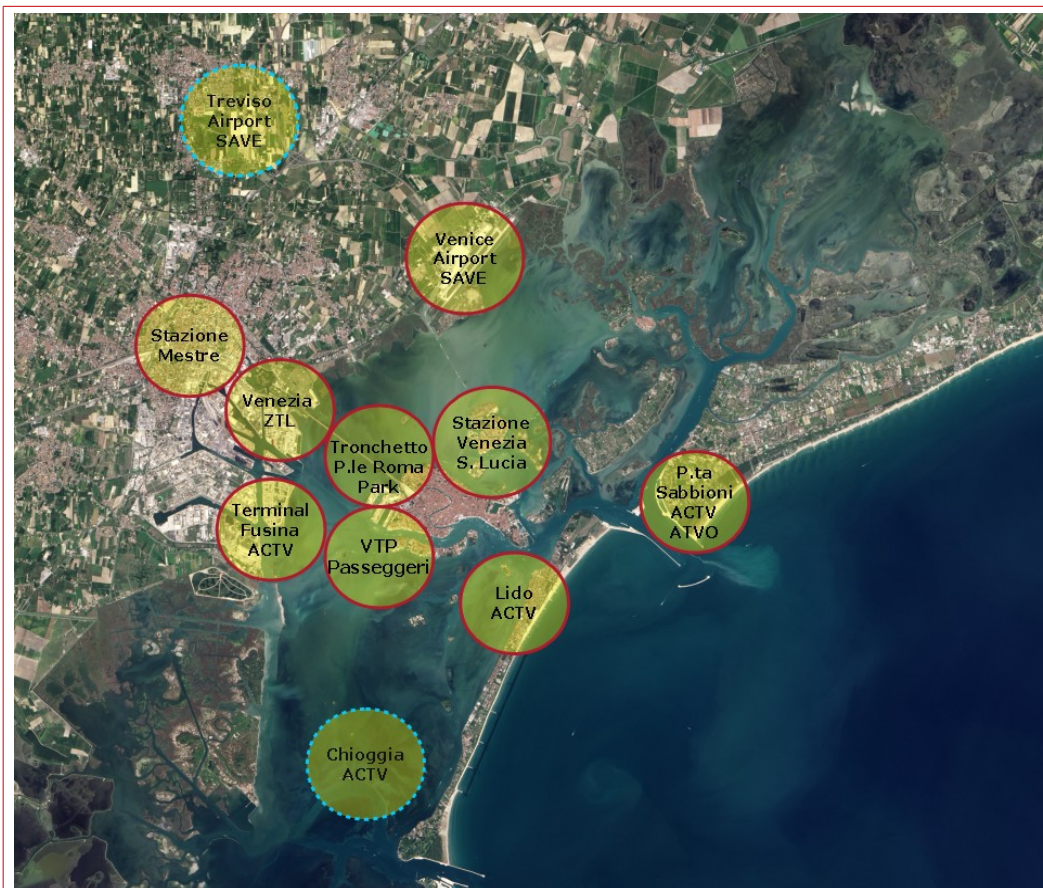 Treviso
Airport
SAVE
Venice
Airport
SAVE
Stazione
Mestre
Venezia
ZTL
Tronchetto
P.le Roma
Park
Stazione
Venezia
S. Lucia
P.ta
Sabbioni
ACTV
ATVO
Terminal
Fusina
ACTV
VTP
Passeggeri
Lido
ACTV
Chioggia
ACTV